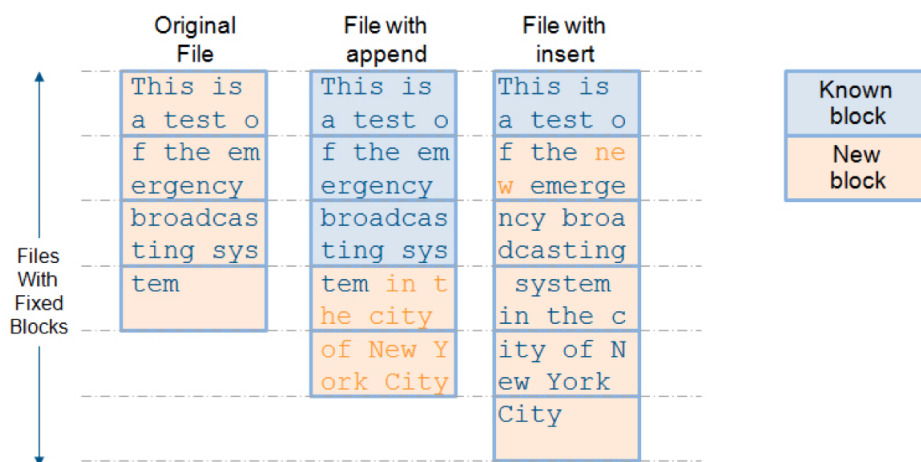 Original
File
File with
append
File with
insert
This is
a test o
f the em
ergency
broadcas
ting sys
tem
This is
a test o
f the em
ergency
broadcas
ting sys
tem in t
he city
of New Y
ork City
This is
a test o
f the ne
w emerge
ncy broa
dcasting
system
in the c
ity of N
ew York
City
Known
block
New
block
Files
With
Fixed
Blocks